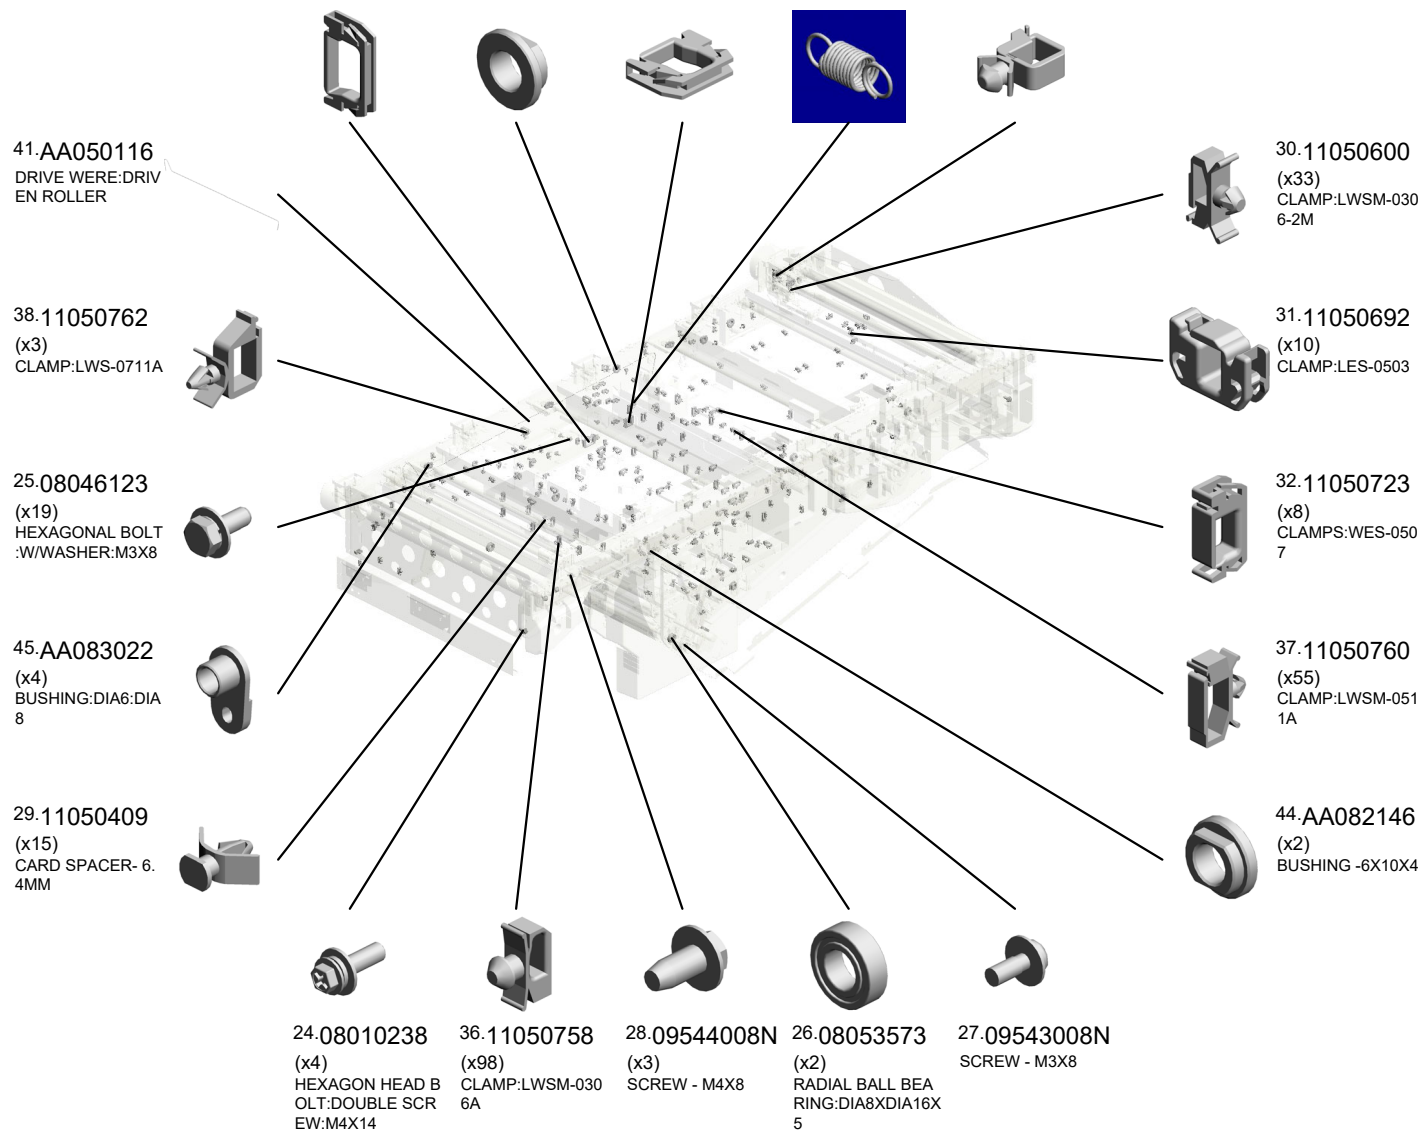 41.AA050116
DRIVE WERE:DRIV
EN ROLLER
38.11050762
(x3)
CLAMP:LWS-0711A
25.08046123
(x19)
HEXAGONAL BOLT
:W/WASHER:M3X8
45.AA083022
(x4)
BUSHING:DIA6:DIA
8
29.11050409
(x15)
CARD SPACER- 6.
4MM
30.11050600
(x33)
CLAMP:LWSM-030
6-2M
31.11050692
(x10)
CLAMP:LES-0503
32.11050723
(x8)
CLAMPS:WES-050
7
37.11050760
(x55)
CLAMP:LWSM-051
1A
44.AA082146
(x2)
BUSHING -6X10X4
24.08010238
(x4)
HEXAGON HEAD B
OLT:DOUBLE SCR
EW:M4X14
36.11050758
(x98)
CLAMP:LWSM-030
6A
28.09544008N
(x3)
SCREW - M4X8
26.08053573
(x2)
RADIAL BALL BEA
RING:DIA8XDIA16X
5
27.09543008N
SCREW - M3X8